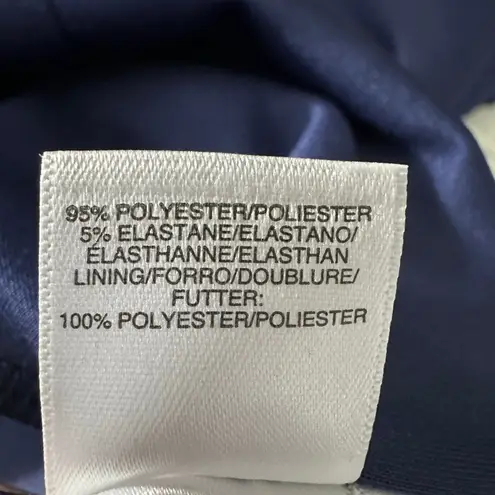 95% POLYESTER/POLIESTER
5% ELASTANE/ELASTANO/
ÉLASTHANNE/ELASTHAN
LINING/FORRO/DOUBLURE/
FUTTER:
100% POLYESTER/POLIESTER